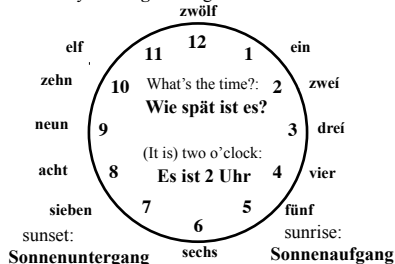 zwölf
elf 12 ein
11 1
zehn 10 What's the time?: 2 zweí
Wie spät ist es?
neun 9 3 dreí
(It is) two o'clock:
acht 8 Es ist 2 Uhr 4 vier
sieben 7 5 fünf
6
sunset: sunrise:
Sonnenuntergang sechs Sonnenaufgang